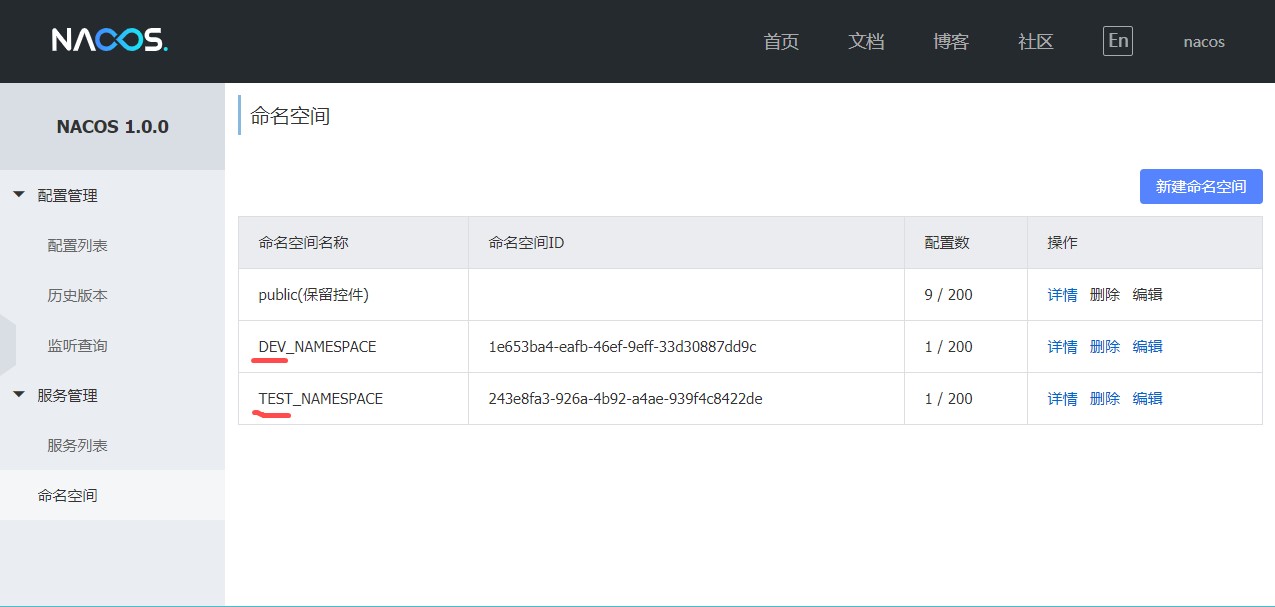 NACOS.
首页 文档 博客 社区 En nacos
NACOS 1.0.0
配置管理
配置列表
历史版本
监听查询
服务管理
服务列表
命名空间
命名空间
新建命名空间
命名空间名称 命名空间ID 配置数 操作
public(保留控件) 9 / 200 详情 删除 编辑
DEV_NAMESPACE 1e653ba4-eafb-46ef-9eff-33d30887dd9c 1 / 200 详情 删除 编辑
TEST_NAMESPACE 243e8fa3-926a-4b92-a4ae-939f4c8422de 1 / 200 详情 删除 编辑